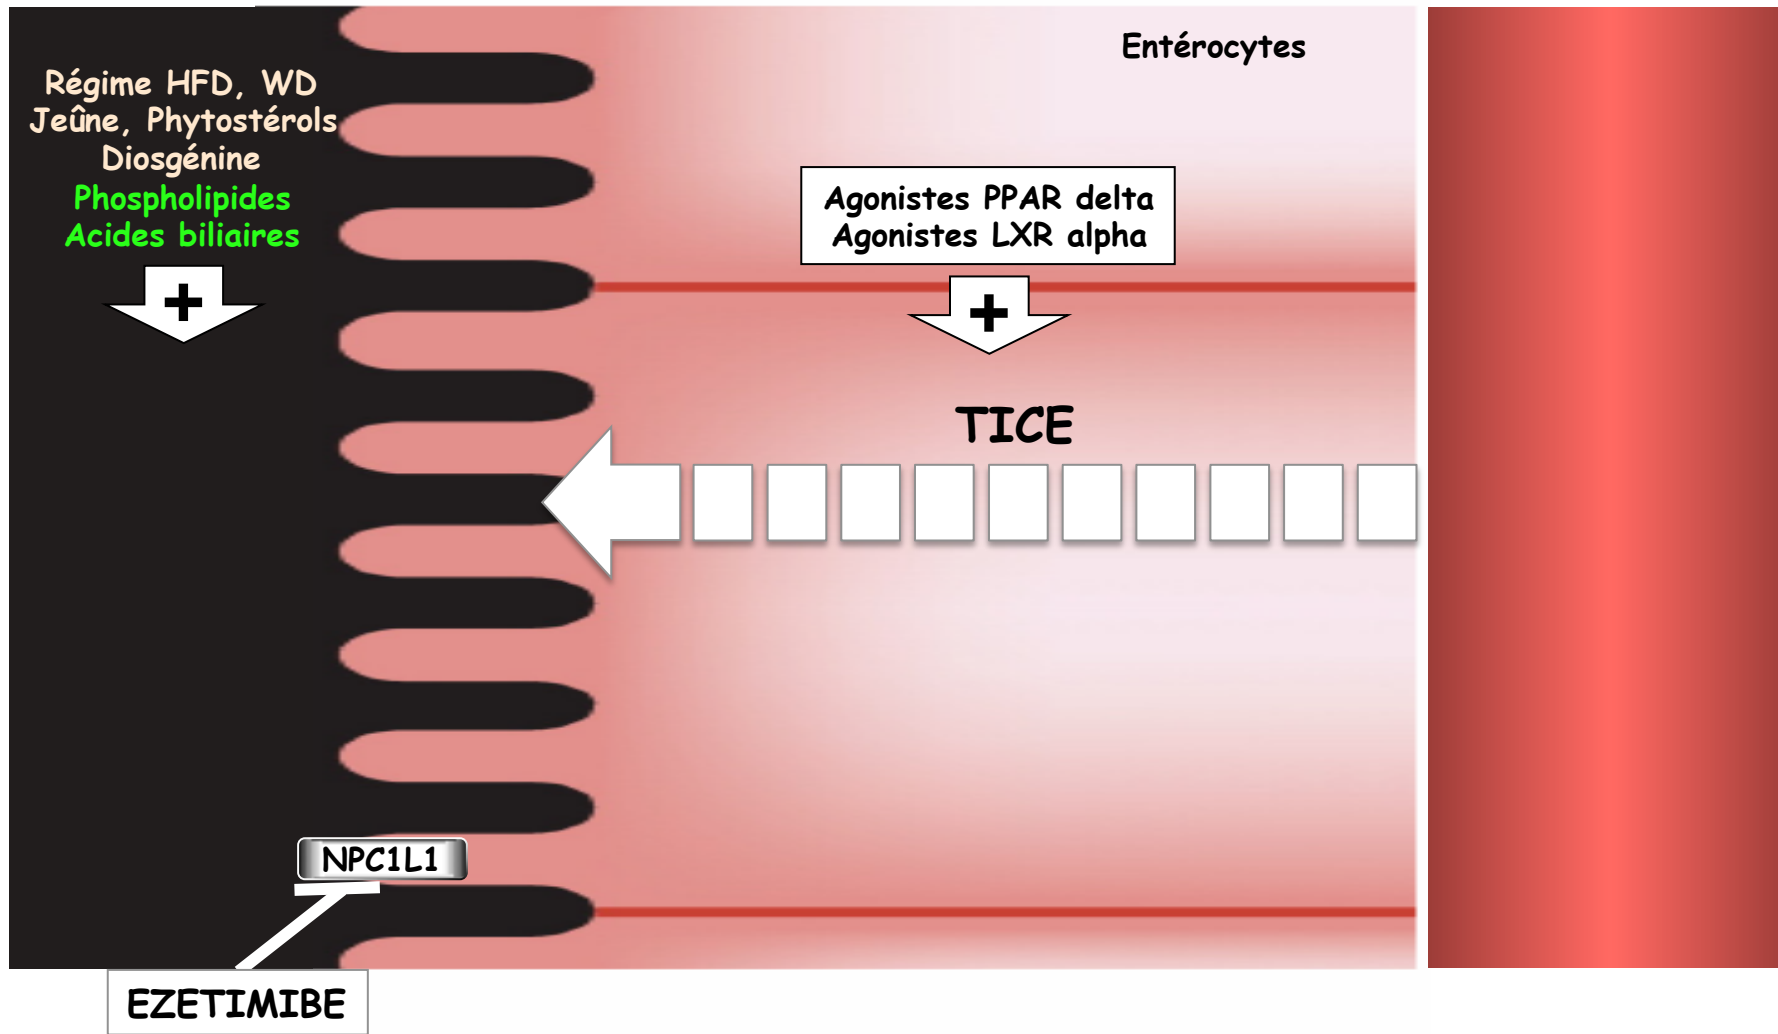 Entérocytes
Régime HFD, WD
Jeûne, Phytostérols
Diosgénine
Phospholipides
Acides biliaires
+
Agonistes PPAR delta
Agonistes LXR alpha
+
TICE
NPC1L1
EZETIMIBE